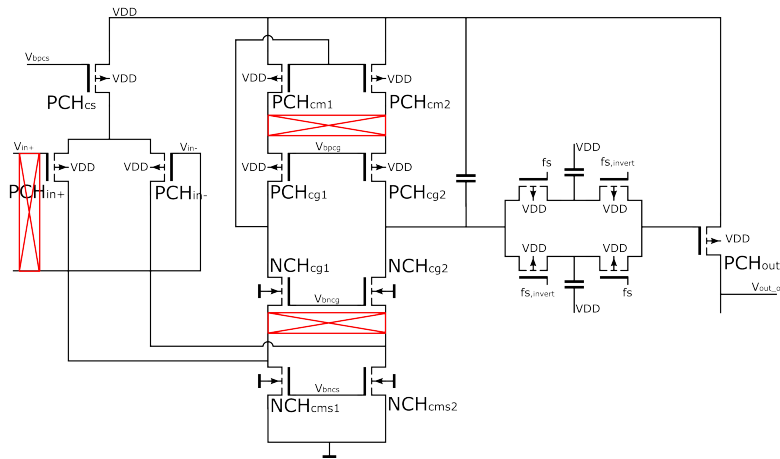 VDD
Vbpcs
VDD
PCHcs
VDD
VDD
PCHcm1
PCHcm2
Vin+
Vin-
Vbpcg
VDD
VDD
VDD
VDD
PCHin+
PCHin-
PCHcg1
PCHcg2
VDD
fs
fs,invert
VDD
VDD
VDD
PCHout
VDD
VDD
NCHcg1
NCHcg2
Vbncg
fs,invert
fs
VDD
Vbncs
NCHcms1
NCHcms2